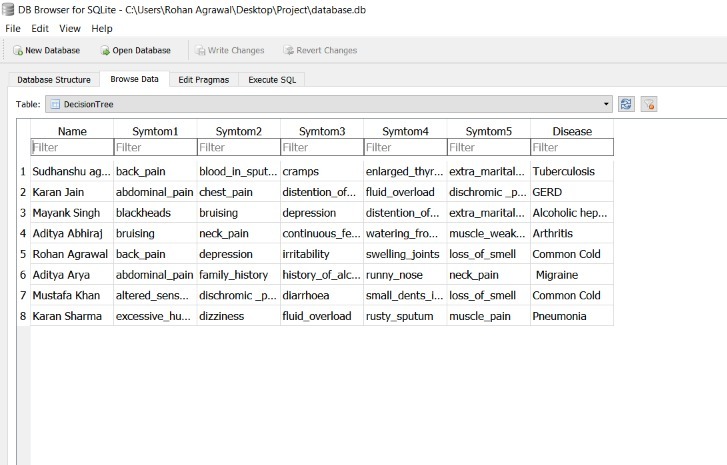 DB Browser for SQLite - C:\Users\Rohan Agrawal\Desktop\Project\database.db
File Edit View Help
New Database Open Database Write Changes Revert Changes
Database Structure Browse Data Edit Pragmas Execute SQL
Table: DecisionTree
Name Symtom1 Symtom2 Symtom3 Symtom4 Symtom5 Disease
Filter Filter Filter Filter Filter Filter Filter
1 Sudhanshu ag... back_pain blood_in_sput... cramps enlarged_thyr... extra_marital... Tuberculosis
2 Karan Jain abdominal_pain chest_pain distention_of... fluid_overload dischromic _p... GERD
3 Mayank Singh blackheads bruising depression distention_of... extra_marital... Alcoholic hep...
4 Aditya Abhiraj bruising neck_pain continuous_fe... watering_fro... muscle_weak... Arthritis
5 Rohan Agrawal back_pain depression irritability swelling_joints loss_of_smell Common Cold
6 Aditya Arya abdominal_pain family_history history_of_alc... runny_nose neck_pain Migraine
7 Mustafa Khan altered_sens... dischromic _p... diarrhoea small_dents_i... loss_of_smell Common Cold
8 Karan Sharma excessive_hu... dizziness fluid_overload rusty_sputum muscle_pain Pneumonia